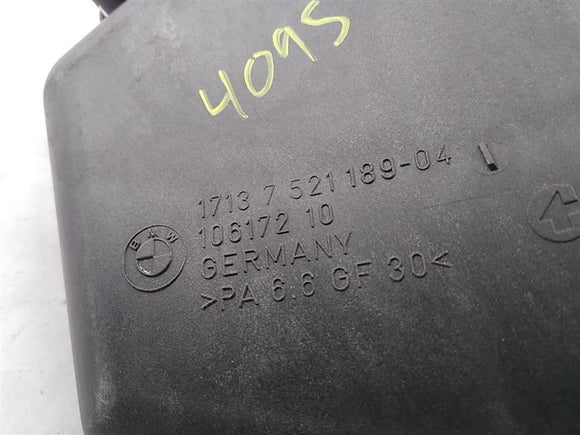 4095
1713 7 521 189-04
106172 10
BMW
GERMANY
>PA 6.6 GF 30<